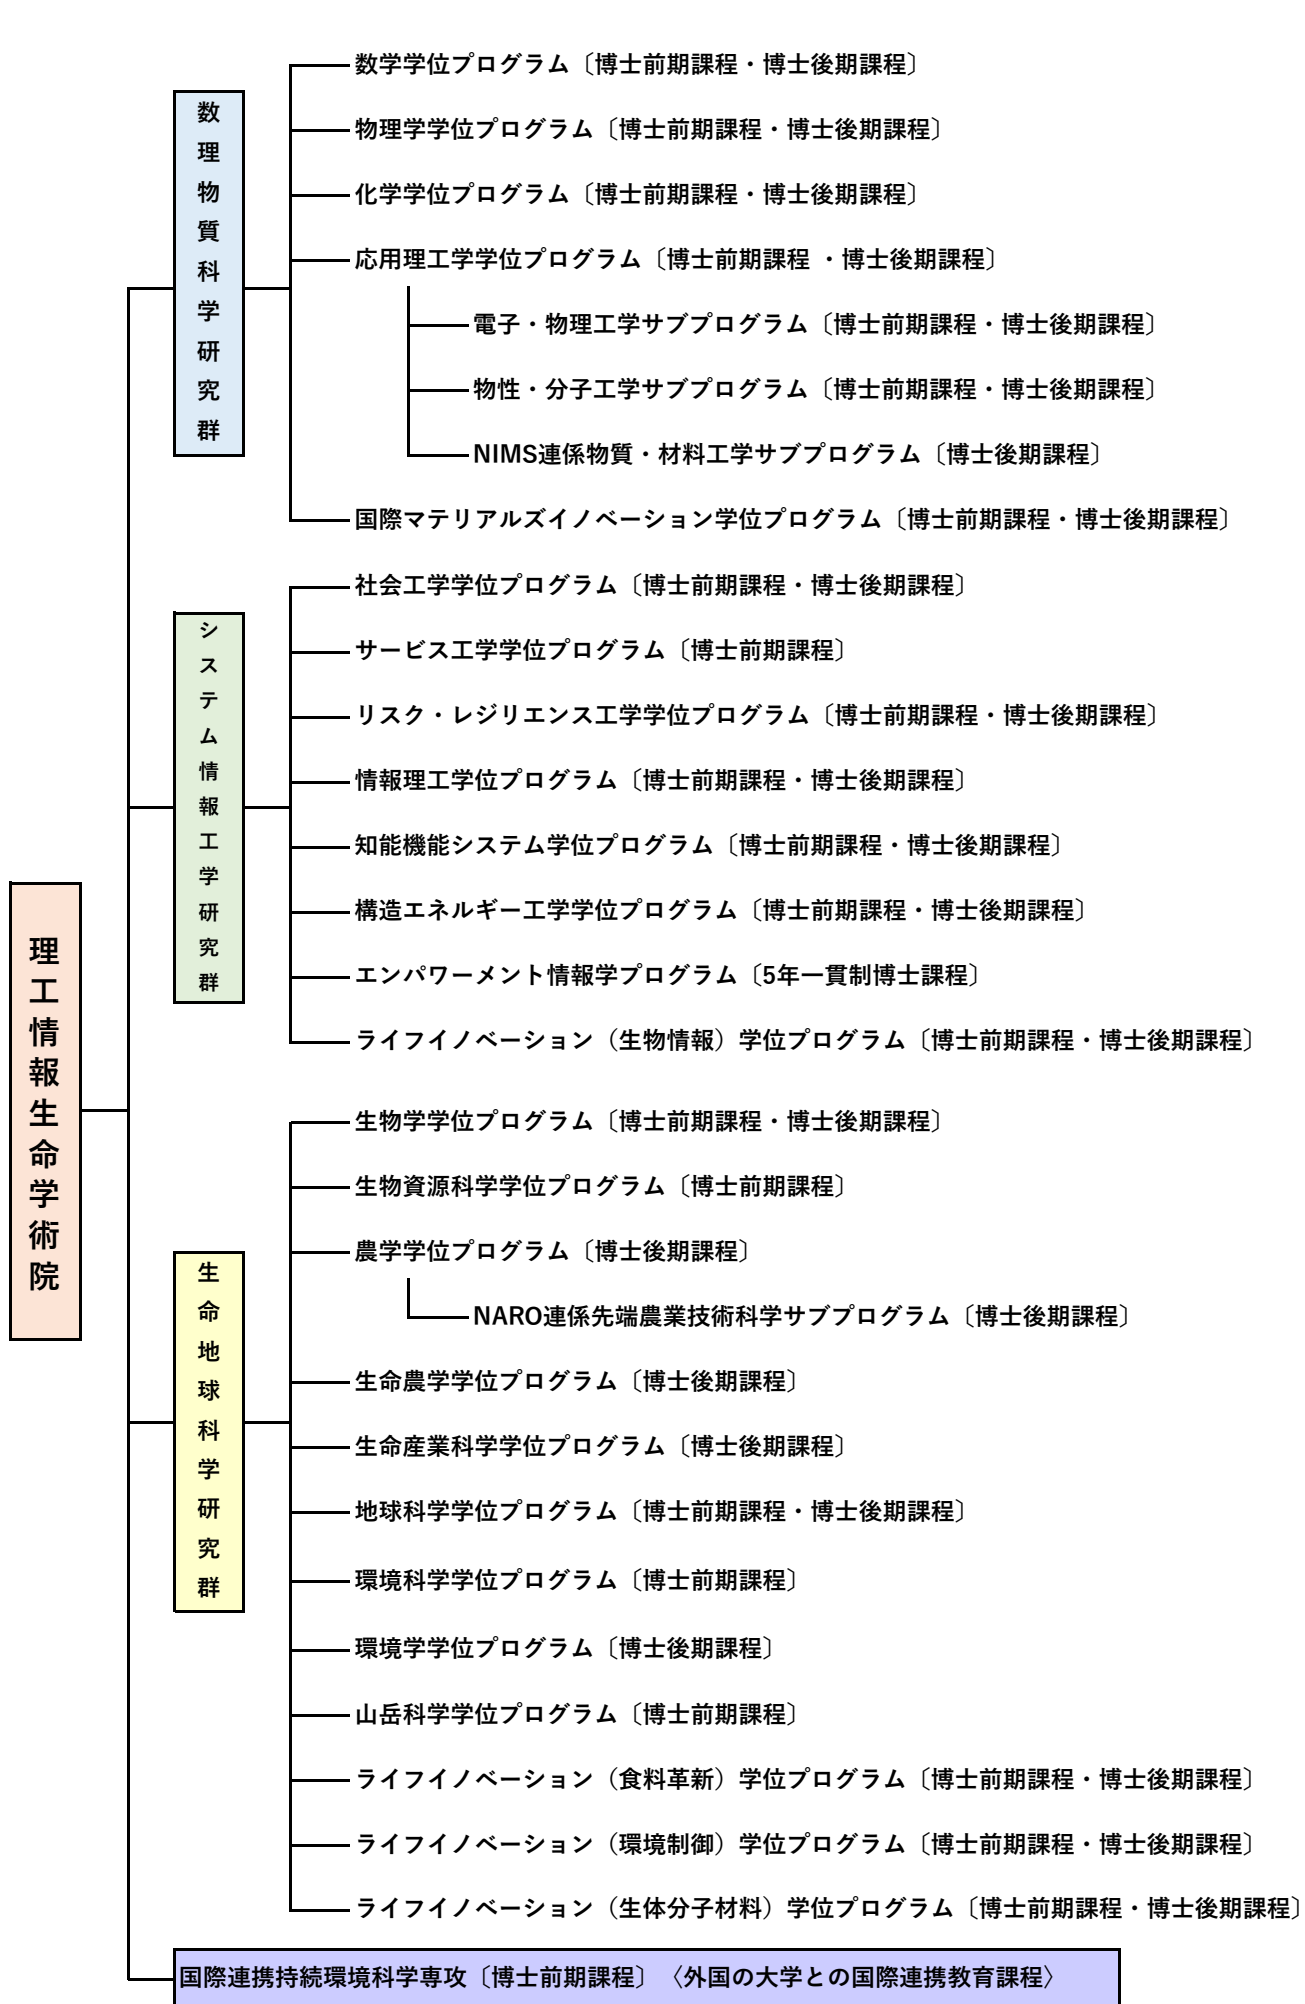 理工情報生命学術院
数理物質科学研究群
数学学位プログラム〔博士前期課程・博士後期課程〕
物理学学位プログラム〔博士前期課程・博士後期課程〕
化学学位プログラム〔博士前期課程・博士後期課程〕
応用理工学学位プログラム〔博士前期課程 ・博士後期課程〕
電子・物理工学サブプログラム〔博士前期課程・博士後期課程〕
物性・分子工学サブプログラム〔博士前期課程・博士後期課程〕
NIMS連係物質・材料工学サブプログラム〔博士後期課程〕
国際マテリアルズイノベーション学位プログラム〔博士前期課程・博士後期課程〕
システム情報工学研究群
社会工学学位プログラム〔博士前期課程・博士後期課程〕
サービス工学学位プログラム〔博士前期課程〕
リスク・レジリエンス工学学位プログラム〔博士前期課程・博士後期課程〕
情報理工学位プログラム〔博士前期課程・博士後期課程〕
知能機能システム学位プログラム〔博士前期課程・博士後期課程〕
構造エネルギー工学学位プログラム〔博士前期課程・博士後期課程〕
エンパワーメント情報学プログラム〔5年一貫制博士課程〕
ライフイノベーション（生物情報）学位プログラム〔博士前期課程・博士後期課程〕
生命地球科学研究群
生物学学位プログラム〔博士前期課程・博士後期課程〕
生物資源科学学位プログラム〔博士前期課程〕
農学学位プログラム〔博士後期課程〕
NARO連係先端農業技術科学サブプログラム〔博士後期課程〕
生命農学学位プログラム〔博士後期課程〕
生命産業科学学位プログラム〔博士後期課程〕
地球科学学位プログラム〔博士前期課程・博士後期課程〕
環境科学学位プログラム〔博士前期課程〕
環境学学位プログラム〔博士後期課程〕
山岳科学学位プログラム〔博士前期課程〕
ライフイノベーション（食料革新）学位プログラム〔博士前期課程・博士後期課程〕
ライフイノベーション（環境制御）学位プログラム〔博士前期課程・博士後期課程〕
ライフイノベーション（生体分子材料）学位プログラム〔博士前期課程・博士後期課程〕
国際連携持続環境科学専攻〔博士前期課程〕〈外国の大学との国際連携教育課程〉